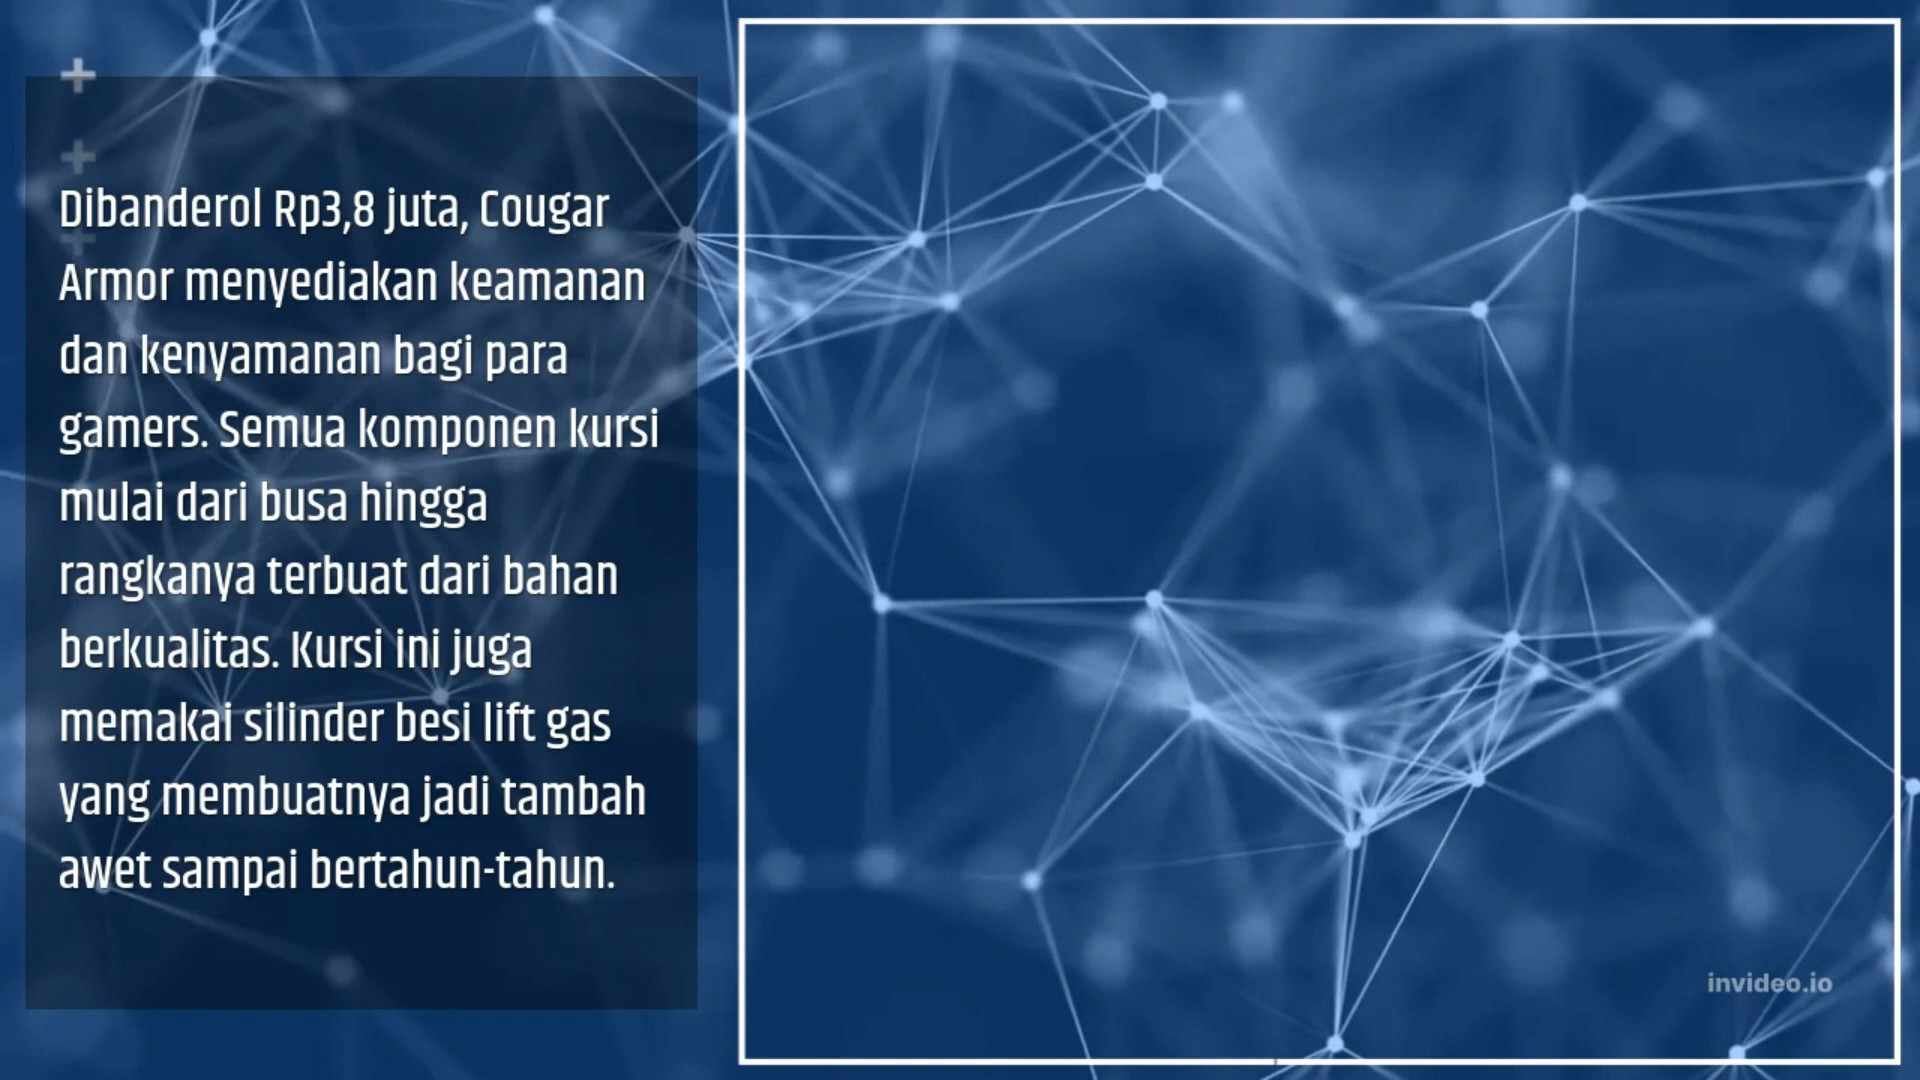 Dibanderol Rp3,8 juta, Cougar
Armor menyediakan keamanan
dan kenyamanan bagi para
gamers. Semua komponen kursi
mulai dari busa hingga
rangkanya terbuat dari bahan
berkualitas. Kursi ini juga
memakai silinder besi lift gas
yang membuatnya jadi tambah
awet sampai bertahun-tahun.
invideo.io